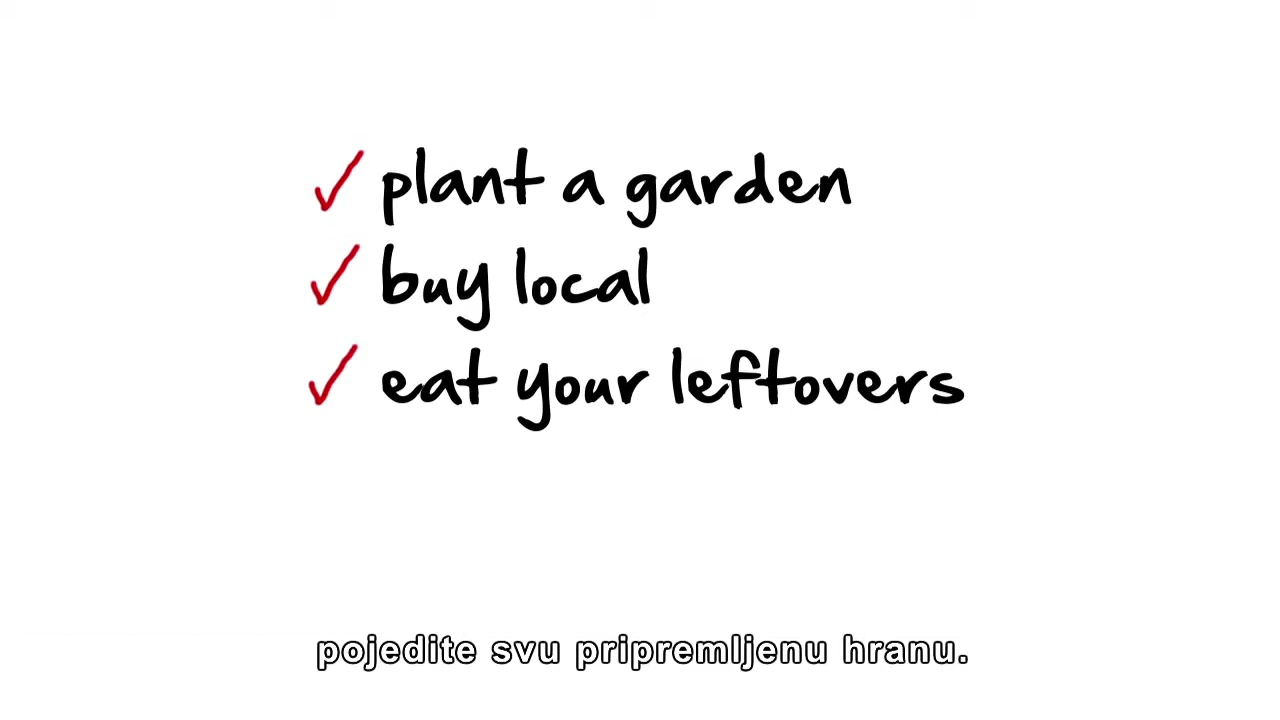 plant a garden
buy local
eat your leftovers
pojedite svu pripremljenu hranu.